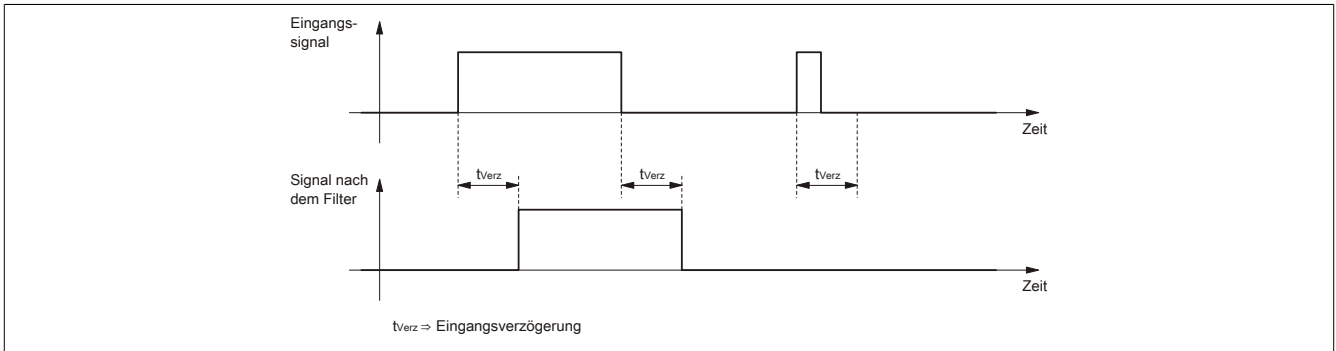 Eingangs-
signal
Zeit
tVerz
tVerz
tVerz
Signal nach
dem Filter
Zeit
tVerz ⇒ Eingangsverzögerung